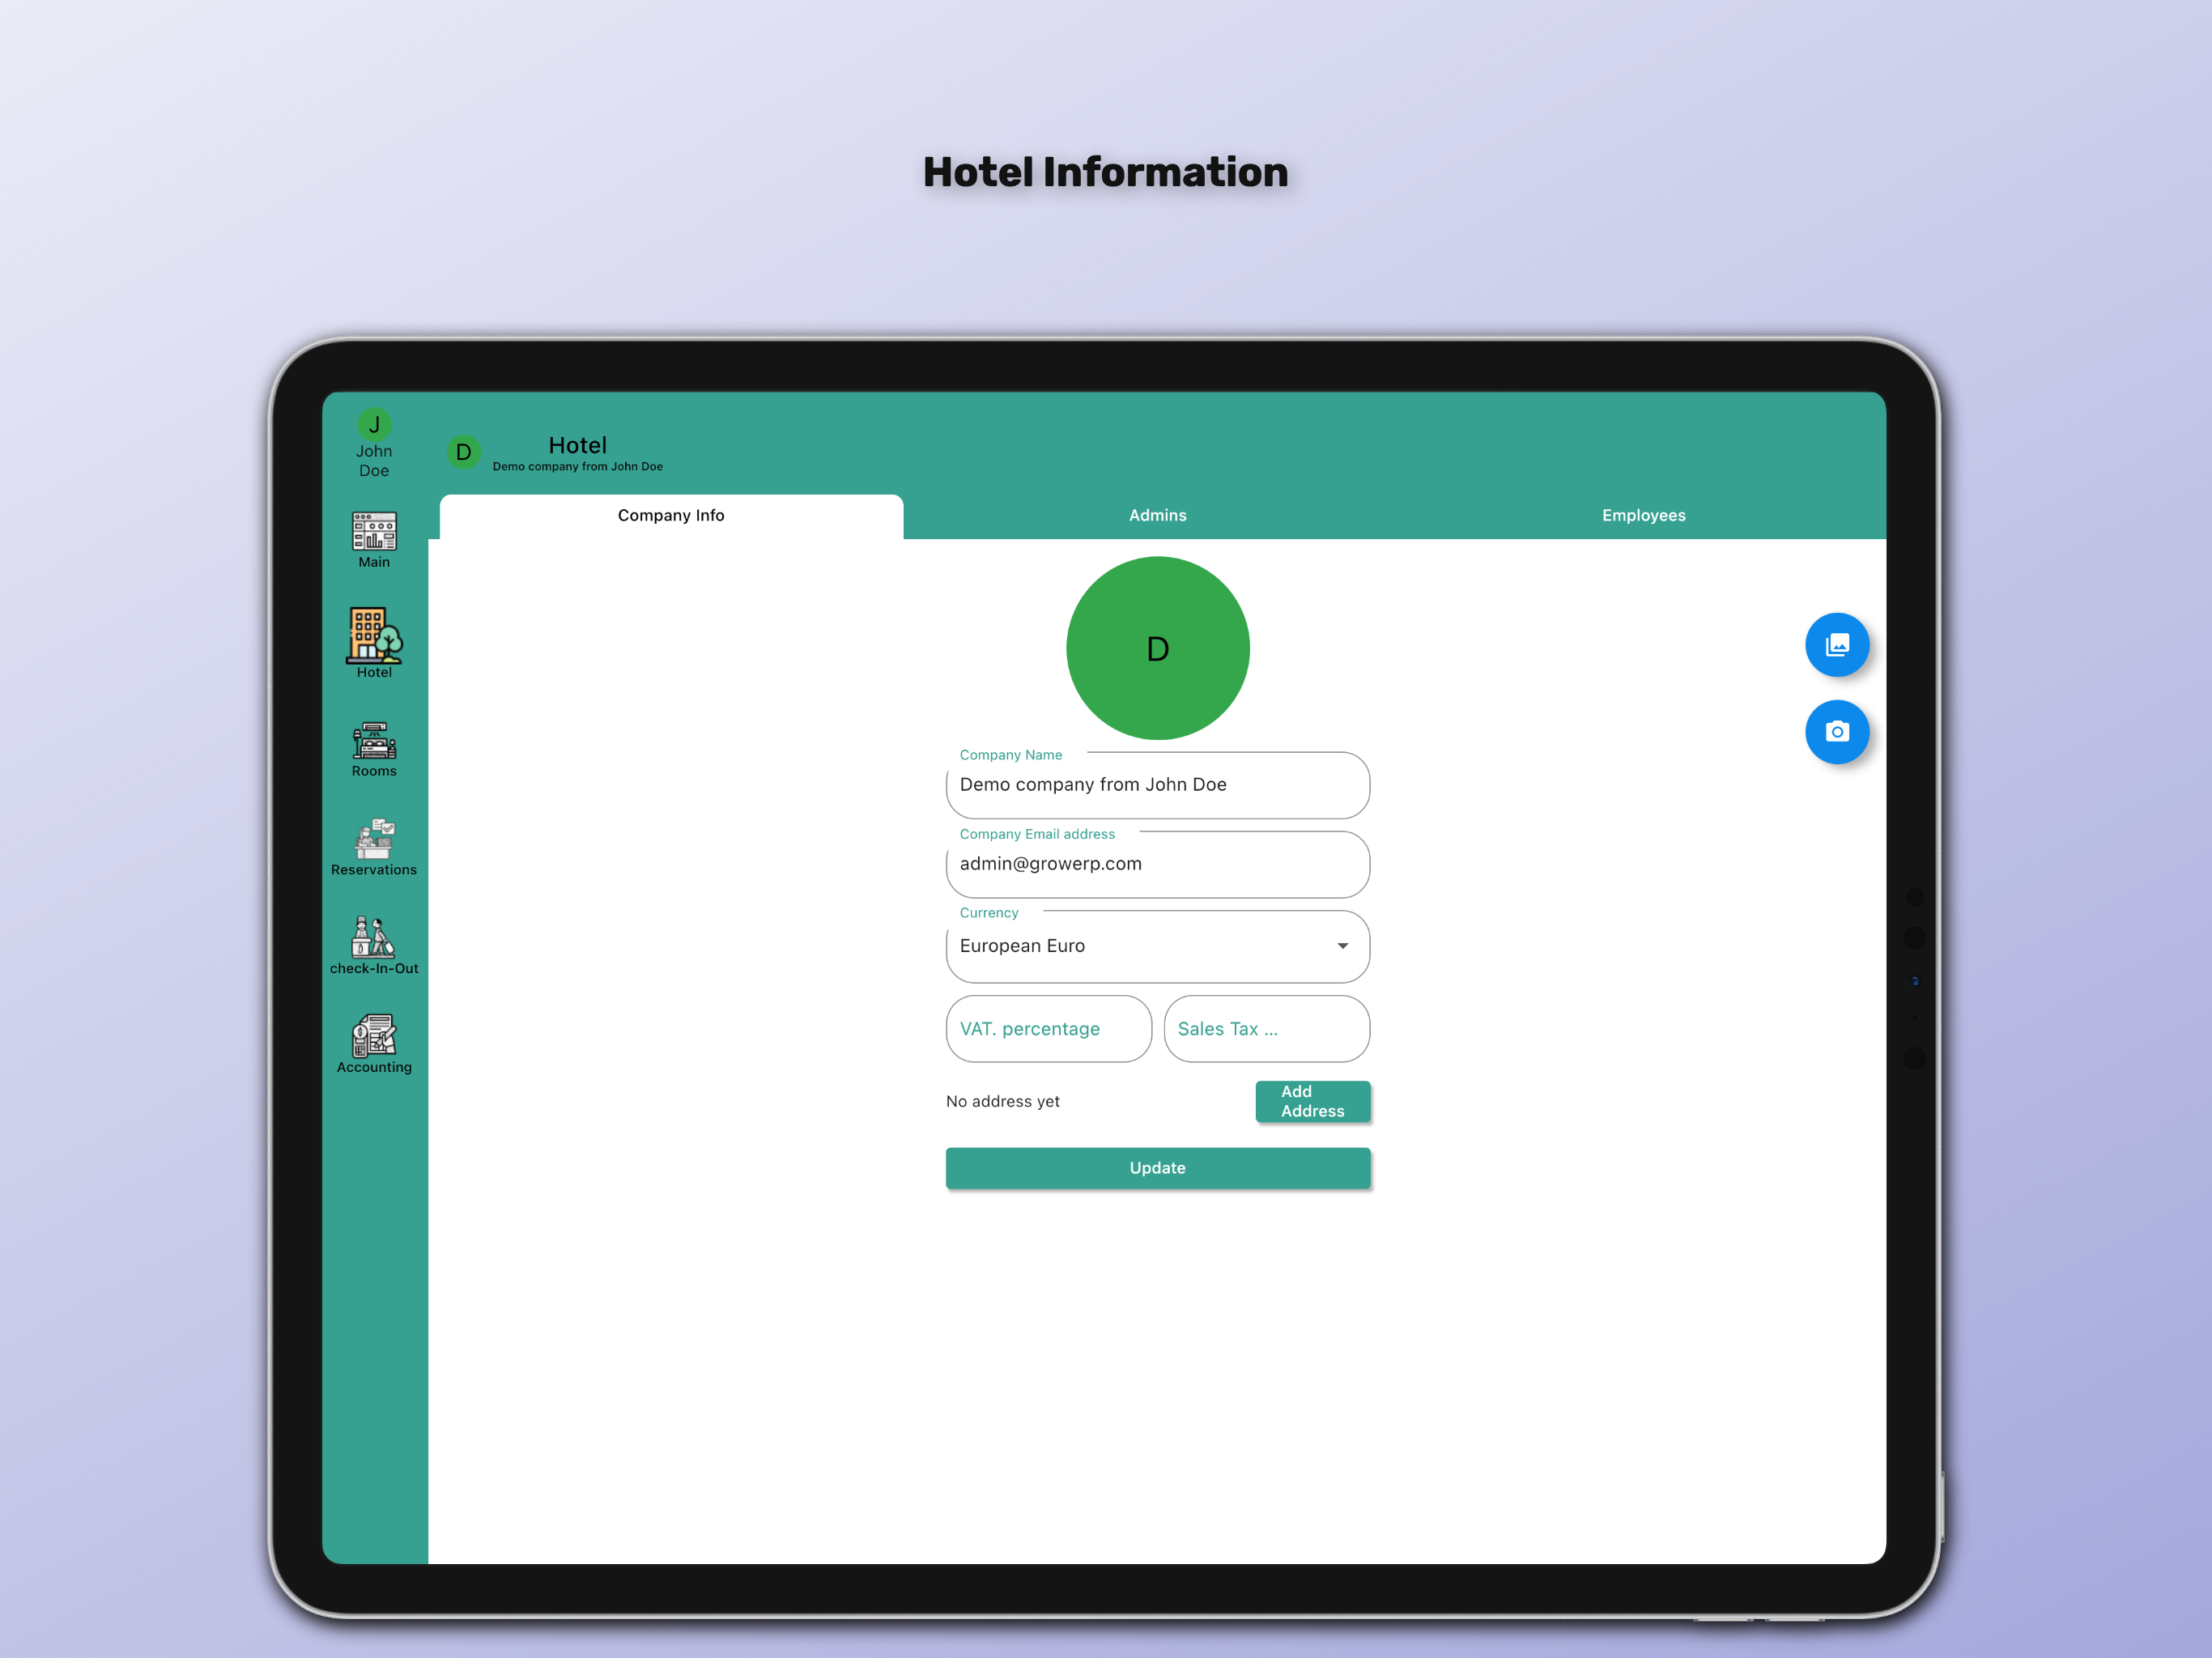 Hotel Information
J
John
Doe
D
Hotel
Demo company from John Doe
Main
Hotel
Rooms
Reservations
check-In-Out
Accounting
Company Info
Admins
Employees
D
Company Name
Demo company from John Doe
Company Email address
admin@growerp.com
Currency
European Euro
VAT. percentage
Sales Tax ...
No address yet
Add
Address
Update